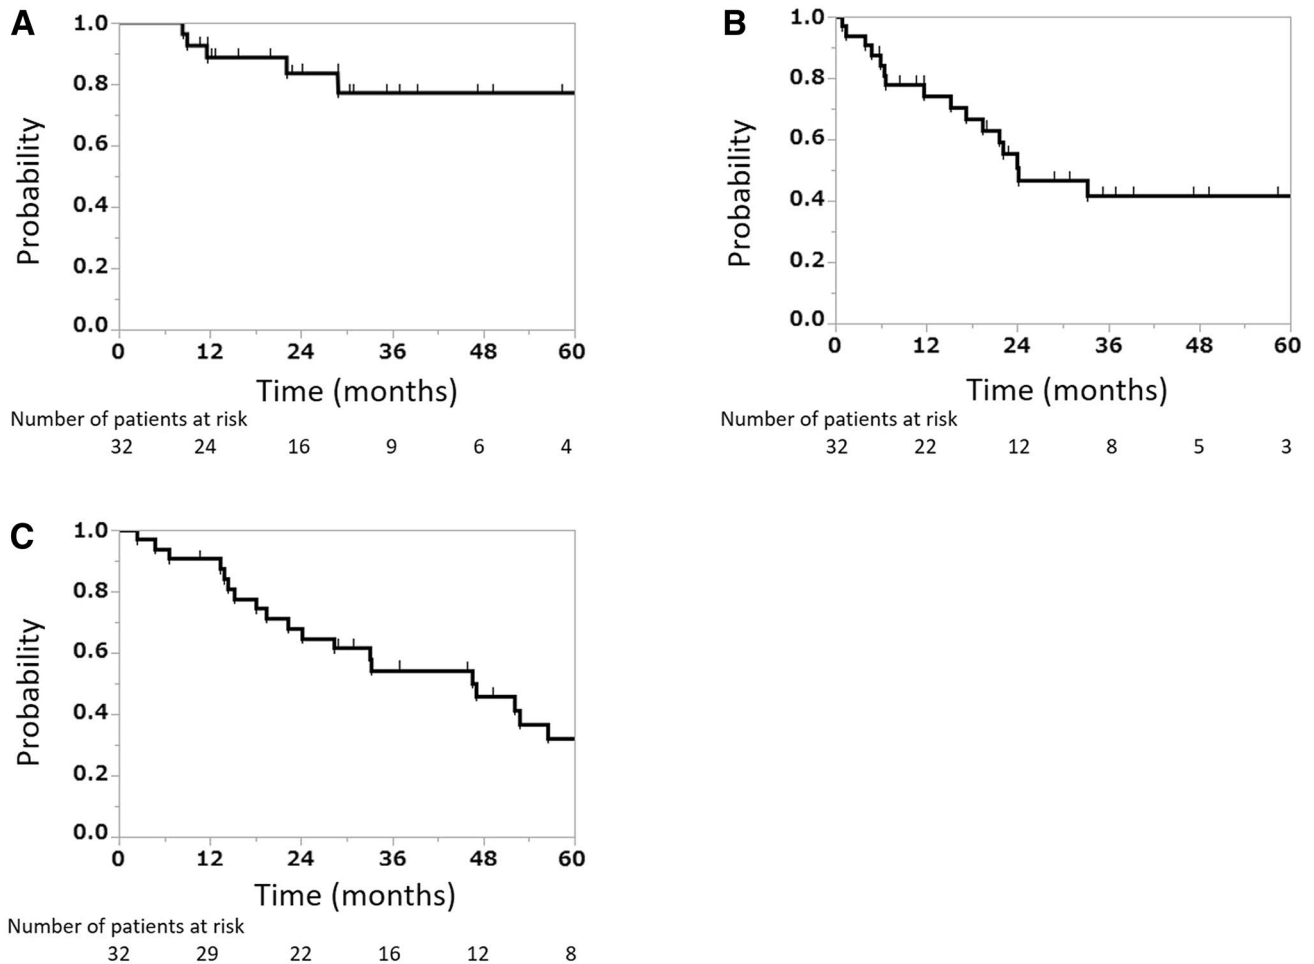 A
1.0
0.8
0.6
0.4
0.2
0.0
Probability
0 12 24 36 48 60
Time (months)
Number of patients at risk
32 24 16 9 6 4
B
1.0
0.8
0.6
0.4
0.2
0.0
Probability
0 12 24 36 48 60
Time (months)
Number of patients at risk
32 22 12 8 5 3
C
1.0
0.8
0.6
0.4
0.2
0.0
Probability
0 12 24 36 48 60
Time (months)
Number of patients at risk
32 29 22 16 12 8